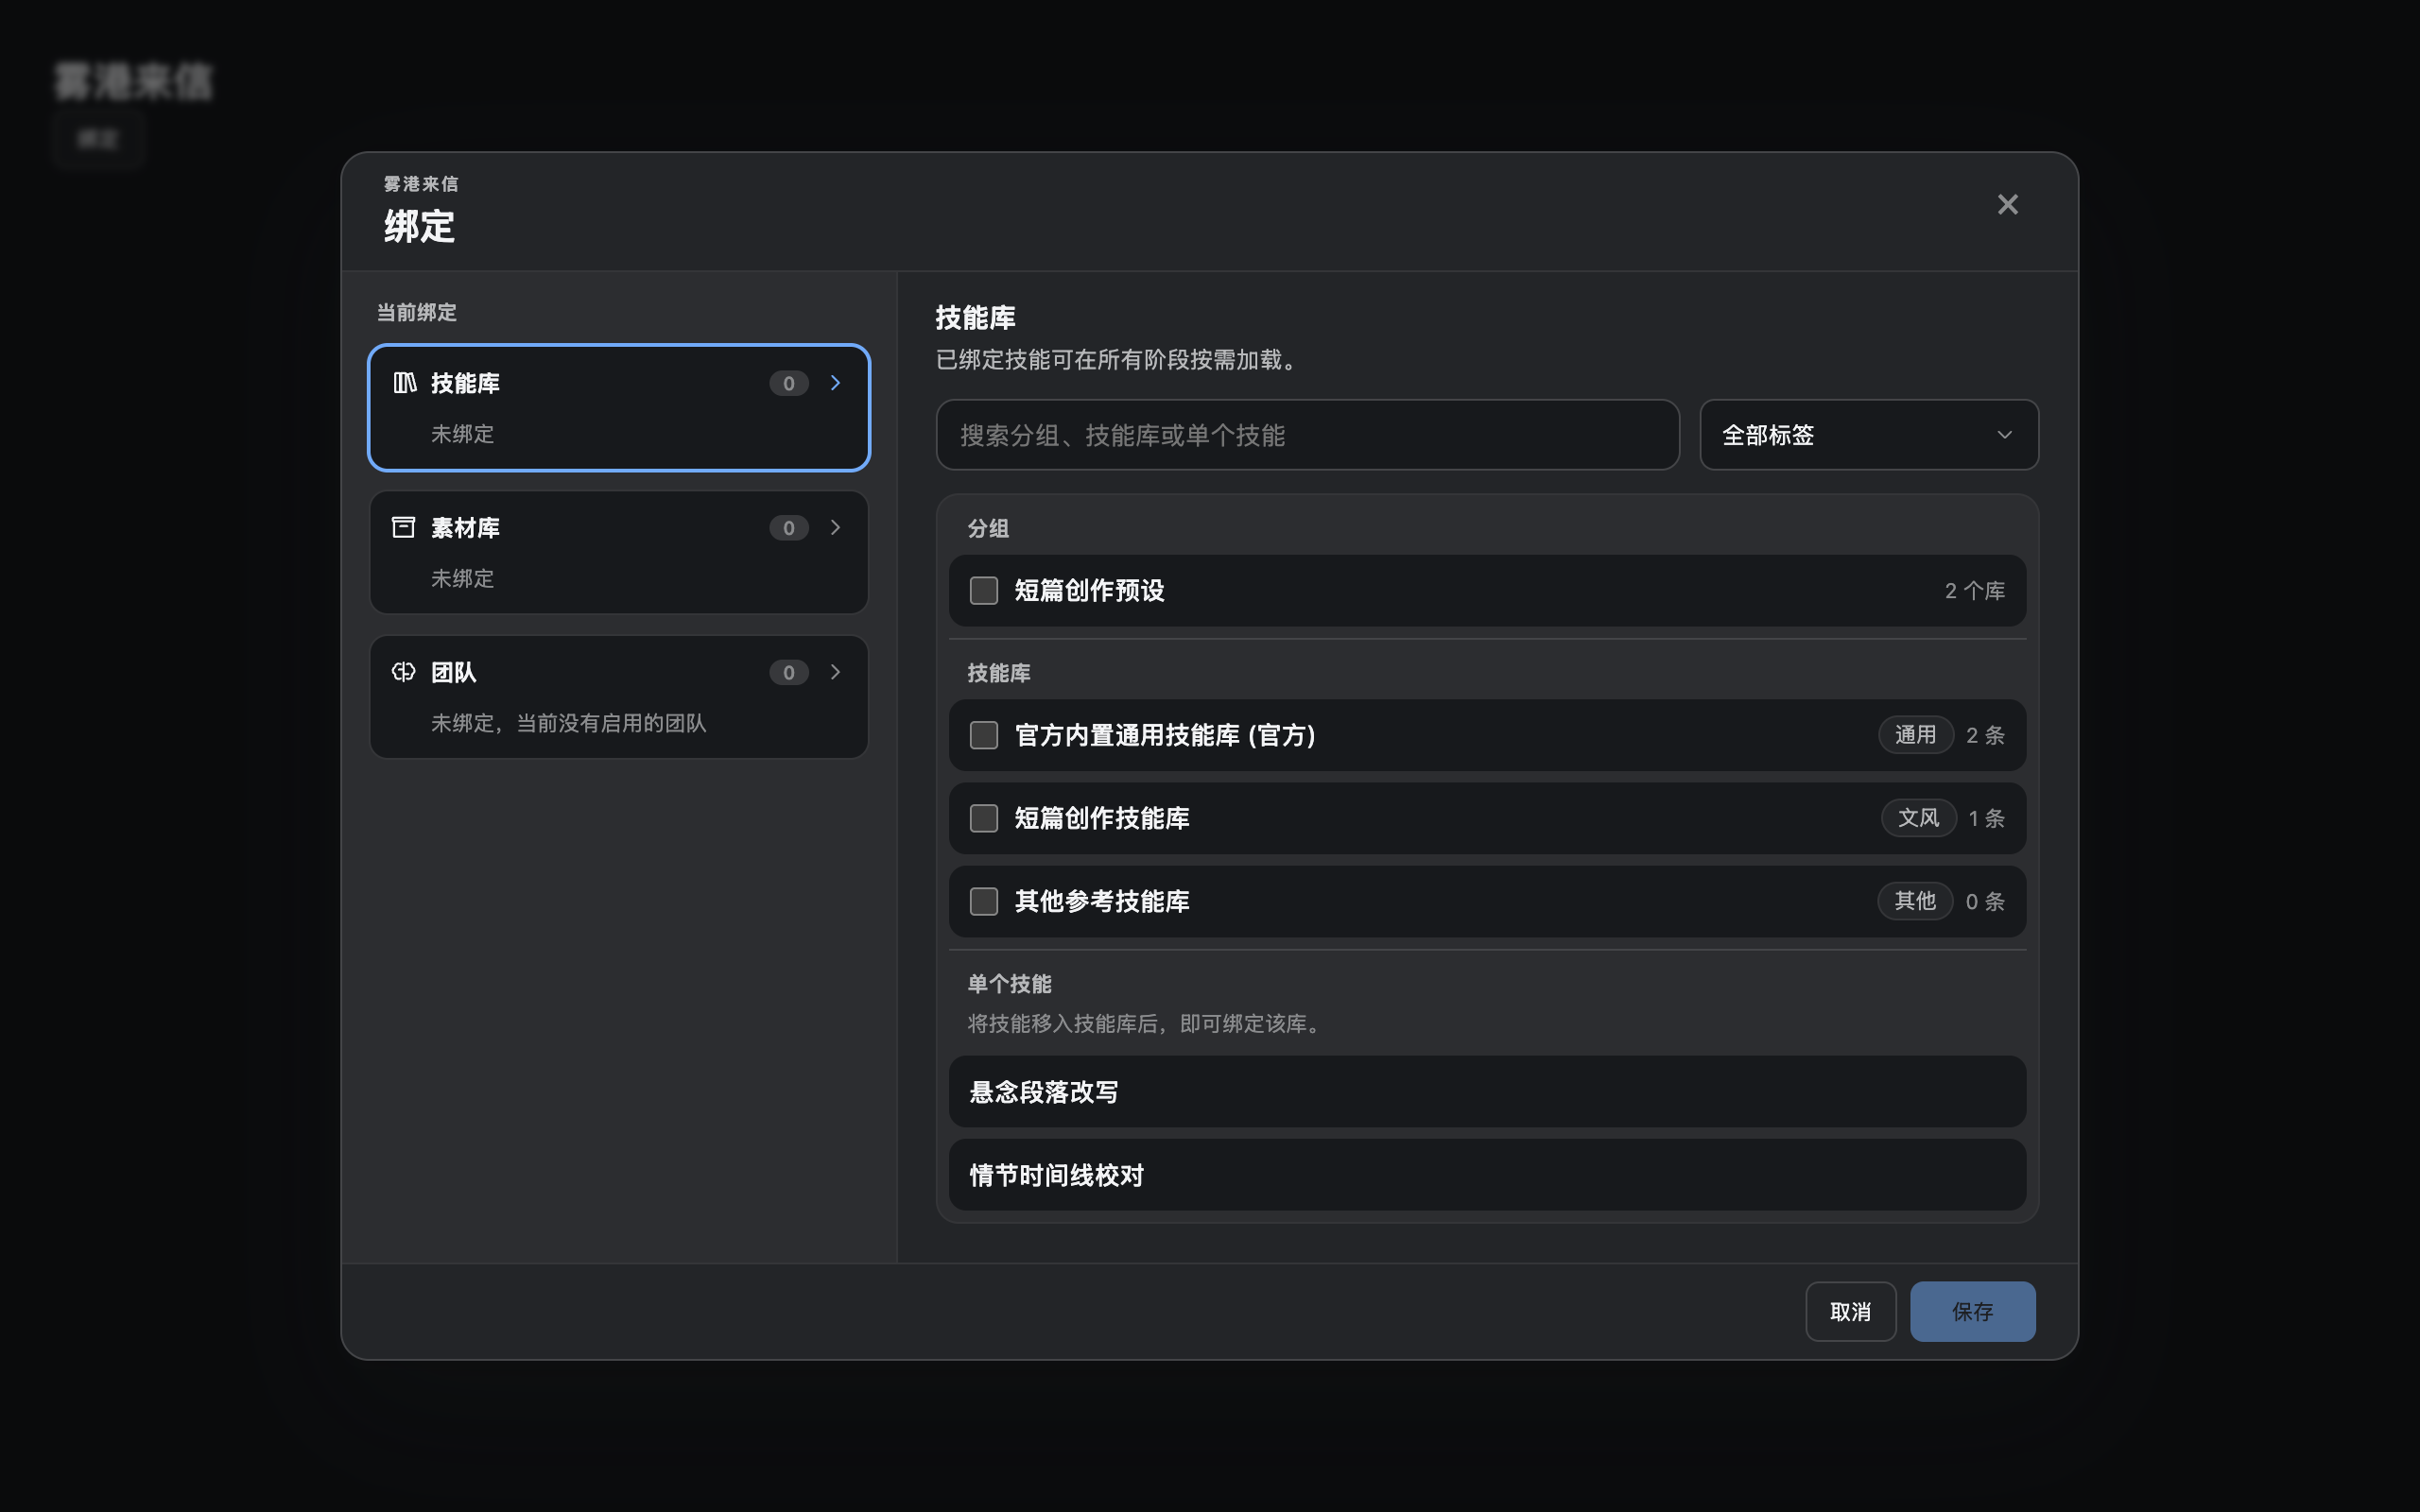 雾港来信
绑定
雾港来信
绑定
当前绑定
技能库
0
未绑定
素材库
0
未绑定
团队
0
未绑定，当前没有启用的团队
技能库
已绑定技能可在所有阶段按需加载。
搜索分组、技能库或单个技能
全部标签
分组
短篇创作预设
2 个库
技能库
官方内置通用技能库 (官方)
通用
2 条
短篇创作技能库
文风
1 条
其他参考技能库
其他
0 条
单个技能
将技能移入技能库后，即可绑定该库。
悬念段落改写
情节时间线校对
取消
保存